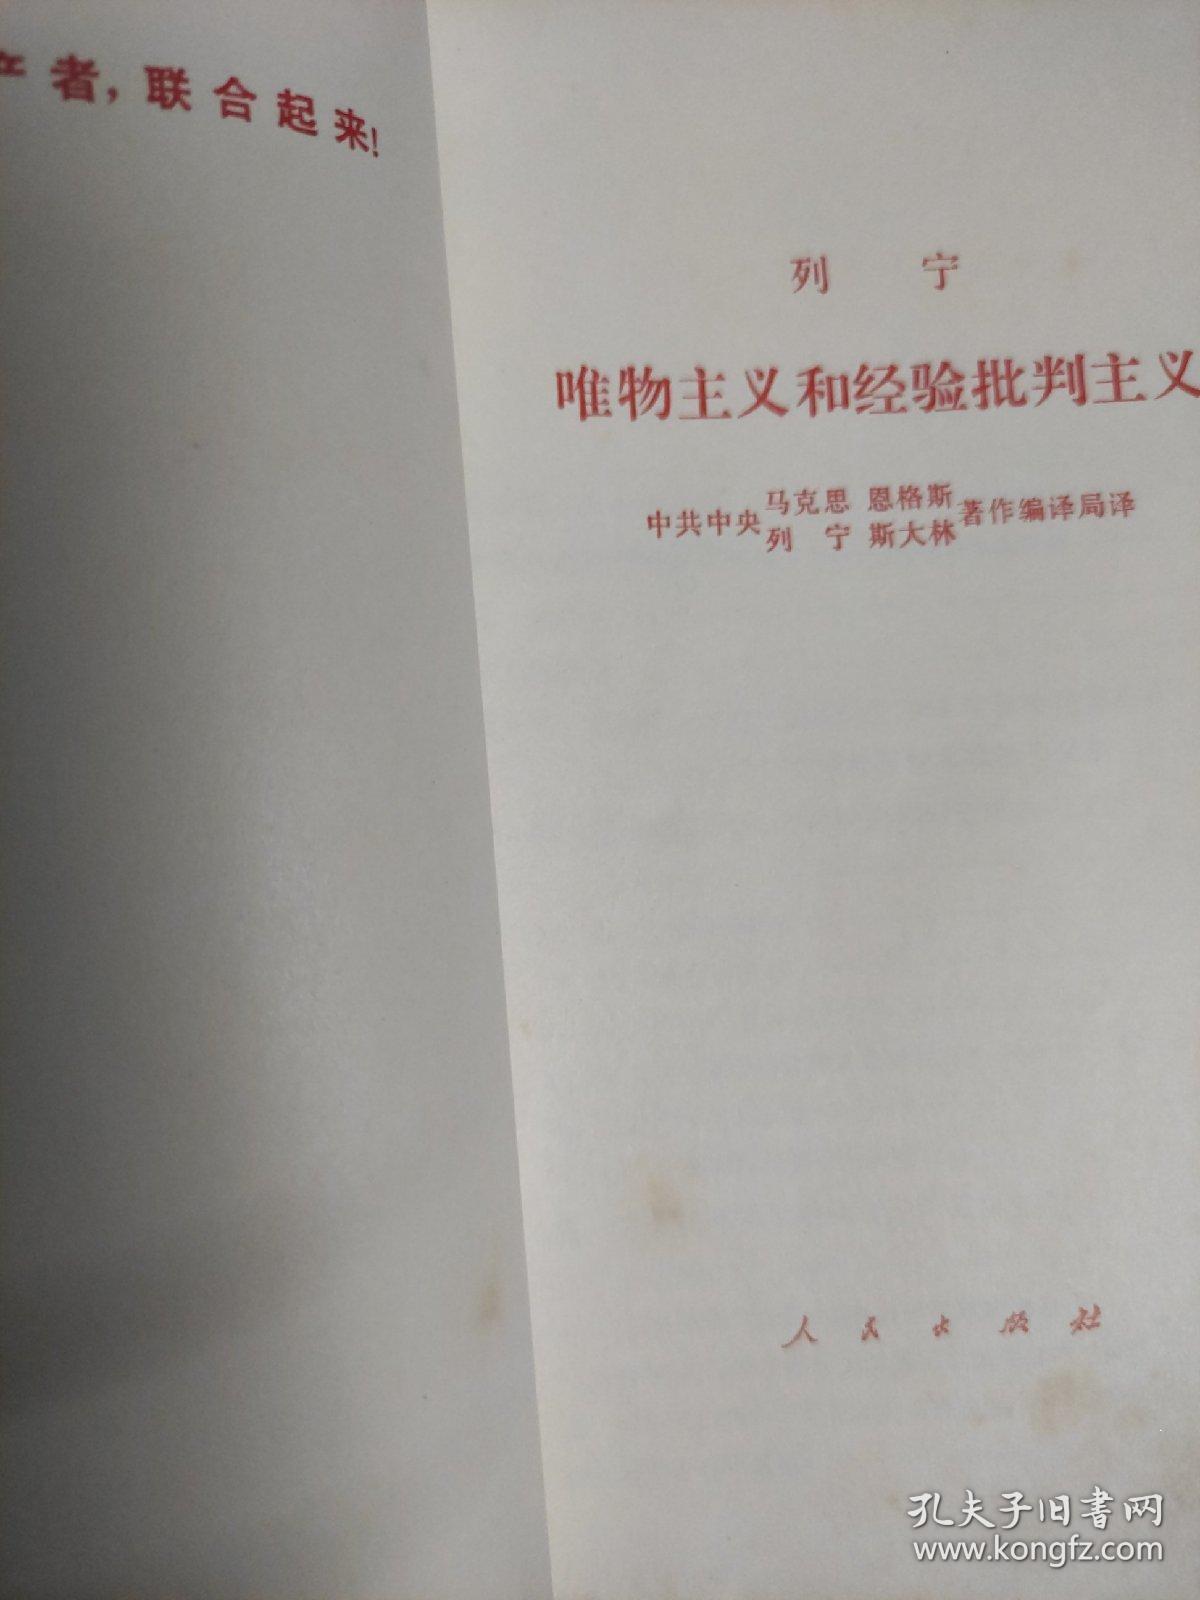 产者，联合起来！
列　宁
唯物主义和经验批判主义
中共中央马克思 恩格斯
列　宁 斯大林著作编译局译
人民出版社
孔夫子旧书网
www.kongfz.com